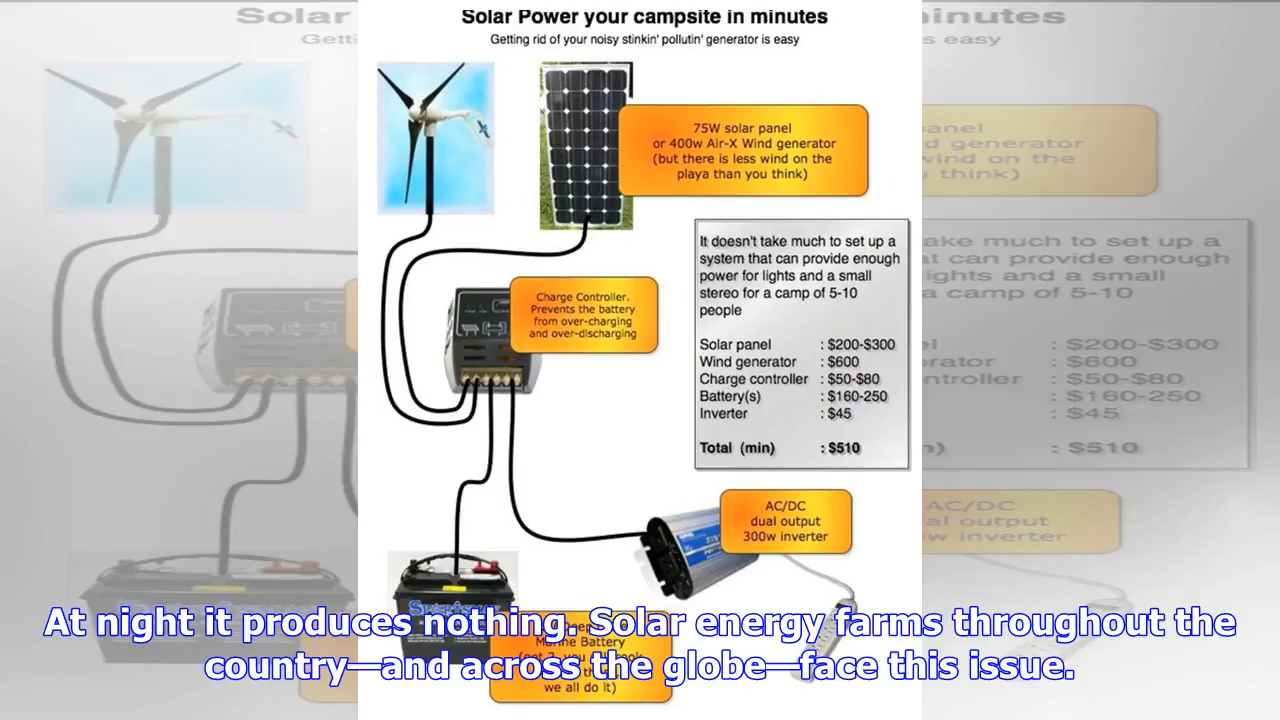 Solar Power your campsite in minutes
Getting rid of your noisy stinkin' pollutin' generator is easy
75W solar panel
or 400w Air-X Wind generator
(but there is less wind on the
playa than you think)
It doesn't take much to set up a
system that can provide enough
power for lights and a small
stereo for a camp of 5-10
people
Solar panel : $200-$300
Wind generator : $600
Charge controller : $50-$80
Battery(s) : $160-250
Inverter : $45
Total (min) : $510
Charge Controller.
Prevents the battery
from over-charging
and over-discharging
AC/DC
dual output
300w inverter
Marine Battery
we all do it)
At night it produces nothing. Solar energy farms throughout the
country—and across the globe—face this issue.